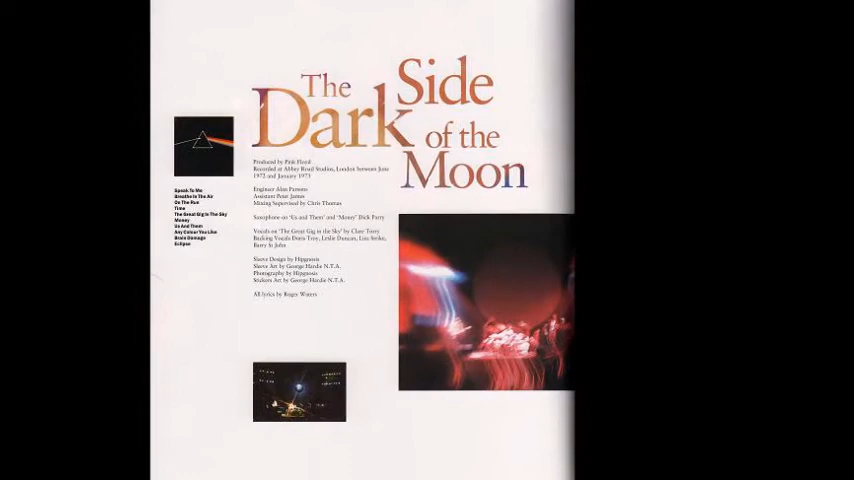 The
Dark
Side
of the
Moon
Speak To Me
Breathe In The Air
On The Run
Time
The Great Gig In The Sky
Money
Us And Them
Any Colour You Like
Brain Damage
Eclipse
Produced by Pink Floyd
Recorded at Abbey Road Studios, London between June
1972 and January 1973
Engineer Alan Parsons
Assistant Peter James
Mixing Supervised by Chris Thomas
Saxophone on 'Us and Them' and 'Money' Dick Parry
Vocals on 'The Great Gig in the Sky' by Clare Torry
Backing Vocals Doris Troy, Leslie Duncan, Liza Strike,
Barry St John
Sleeve Design by Hipgnosis
Sleeve Art by George Hardie N.T.A.
Photography by Hipgnosis
Stickers Art by George Hardie N.T.A.
All lyrics by Roger Waters